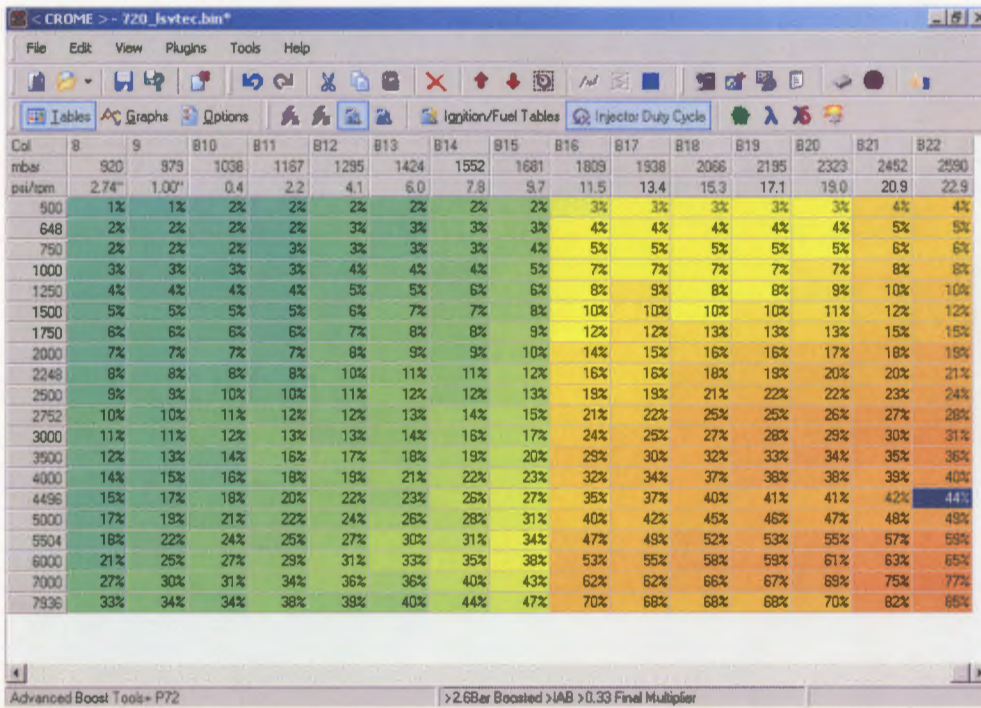 < CROME > - 720_lsvtec.bin*
File Edit View Plugins Tools Help
Tables Graphs Options Ignition/Fuel Tables Injector Duty Cycle
Col 8 9 B10 B11 B12 B13 B14 B15 B16 B17 B18 B19 B20 B21 B22
mbar 920 979 1038 1167 1295 1424 1552 1681 1809 1938 2066 2195 2323 2452 2590
psi/rpm 2.74" 1.00" 0.4 2.2 4.1 6.0 7.8 9.7 11.5 13.4 15.3 17.1 19.0 20.9 22.9
500 1% 1% 2% 2% 2% 2% 2% 2% 3% 3% 3% 3% 3% 4% 4%
648 2% 2% 2% 2% 3% 3% 3% 3% 4% 4% 4% 4% 4% 5% 5%
750 2% 2% 2% 3% 3% 3% 3% 4% 5% 5% 5% 5% 5% 6% 6%
1000 3% 3% 3% 3% 4% 4% 4% 5% 7% 7% 7% 7% 7% 8% 8%
1250 4% 4% 4% 4% 5% 5% 6% 6% 8% 9% 8% 8% 9% 10% 10%
1500 5% 5% 5% 5% 6% 7% 7% 8% 10% 10% 10% 10% 11% 12% 12%
1750 6% 6% 6% 6% 7% 8% 8% 9% 12% 12% 13% 13% 13% 15% 15%
2000 7% 7% 7% 7% 8% 9% 9% 10% 14% 15% 16% 16% 17% 18% 19%
2248 8% 8% 8% 8% 10% 11% 11% 12% 16% 16% 18% 19% 20% 20% 21%
2500 9% 9% 10% 10% 11% 12% 12% 13% 19% 19% 21% 22% 22% 23% 24%
2752 10% 10% 11% 12% 12% 13% 14% 15% 21% 22% 25% 25% 26% 27% 28%
3000 11% 11% 12% 13% 13% 14% 16% 17% 24% 25% 27% 28% 29% 30% 31%
3500 12% 13% 14% 16% 17% 18% 19% 20% 29% 30% 32% 33% 34% 35% 36%
4000 14% 15% 16% 18% 19% 21% 22% 23% 32% 34% 37% 38% 38% 39% 40%
4496 15% 17% 18% 20% 22% 23% 26% 27% 35% 37% 40% 41% 41% 42% 44%
5000 17% 19% 21% 22% 24% 26% 28% 31% 40% 42% 45% 46% 47% 48% 49%
5504 18% 22% 24% 25% 27% 30% 31% 34% 47% 49% 52% 53% 55% 57% 59%
6000 21% 25% 27% 29% 31% 33% 35% 38% 53% 55% 58% 59% 61% 63% 65%
7000 27% 30% 31% 34% 36% 36% 40% 43% 62% 62% 66% 67% 69% 75% 77%
7936 33% 34% 34% 38% 39% 40% 44% 47% 70% 68% 68% 68% 70% 82% 85%
Advanced Boost Tools+ P72 >2.6Bar Boosted >IAB >0.33 Final Multiplier